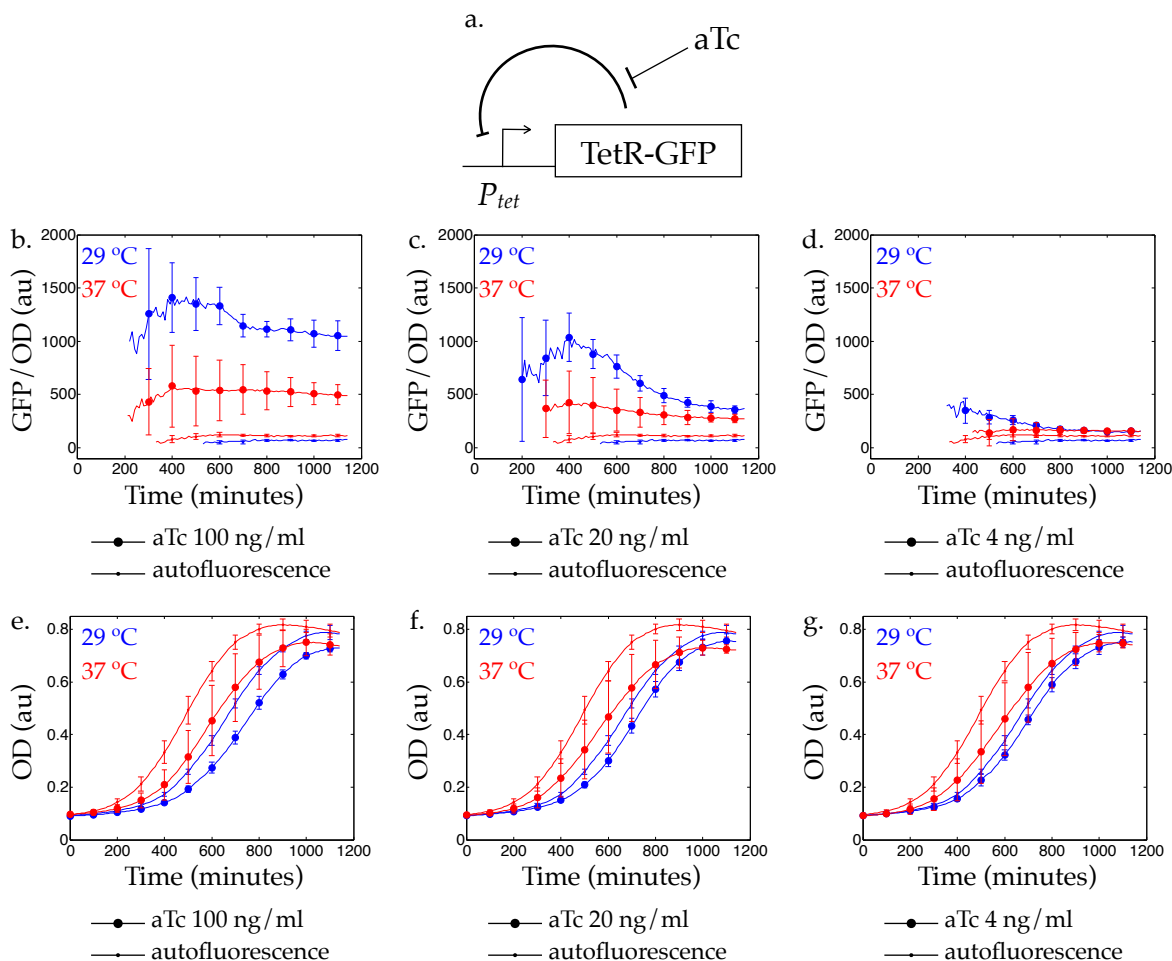 a.
aTc
TetR-GFP
Ptet
b.
29 ºC
37 ºC
GFP / OD (au)
2000
1500
1000
500
0
0 200 400 600 800 1000 1200
Time (minutes)
aTc 100 ng/ml
autofluorescence
c.
29 ºC
37 ºC
GFP / OD (au)
2000
1500
1000
500
0
0 200 400 600 800 1000 1200
Time (minutes)
aTc 20 ng/ml
autofluorescence
d.
29 ºC
37 ºC
GFP / OD (au)
2000
1500
1000
500
0
0 200 400 600 800 1000 1200
Time (minutes)
aTc 4 ng/ml
autofluorescence
e.
29 ºC
37 ºC
OD (au)
0.8
0.6
0.4
0.2
0
0 200 400 600 800 1000 1200
Time (minutes)
aTc 100 ng/ml
autofluorescence
f.
29 ºC
37 ºC
OD (au)
0.8
0.6
0.4
0.2
0
0 200 400 600 800 1000 1200
Time (minutes)
aTc 20 ng/ml
autofluorescence
g.
29 ºC
37 ºC
OD (au)
0.8
0.6
0.4
0.2
0
0 200 400 600 800 1000 1200
Time (minutes)
aTc 4 ng/ml
autofluorescence